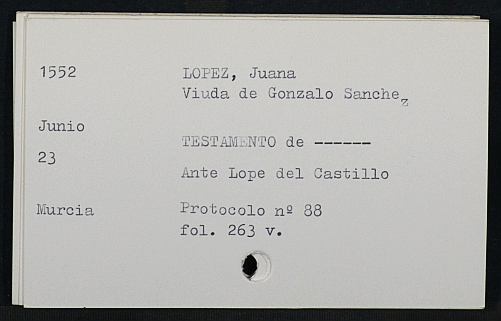 1552
LOPEZ, Juana
Viuda de Gonzalo Sanchez
Junio
TESTAMENTO de ------
23
Ante Lope del Castillo
Murcia
Protocolo nº 88
fol. 263 v.